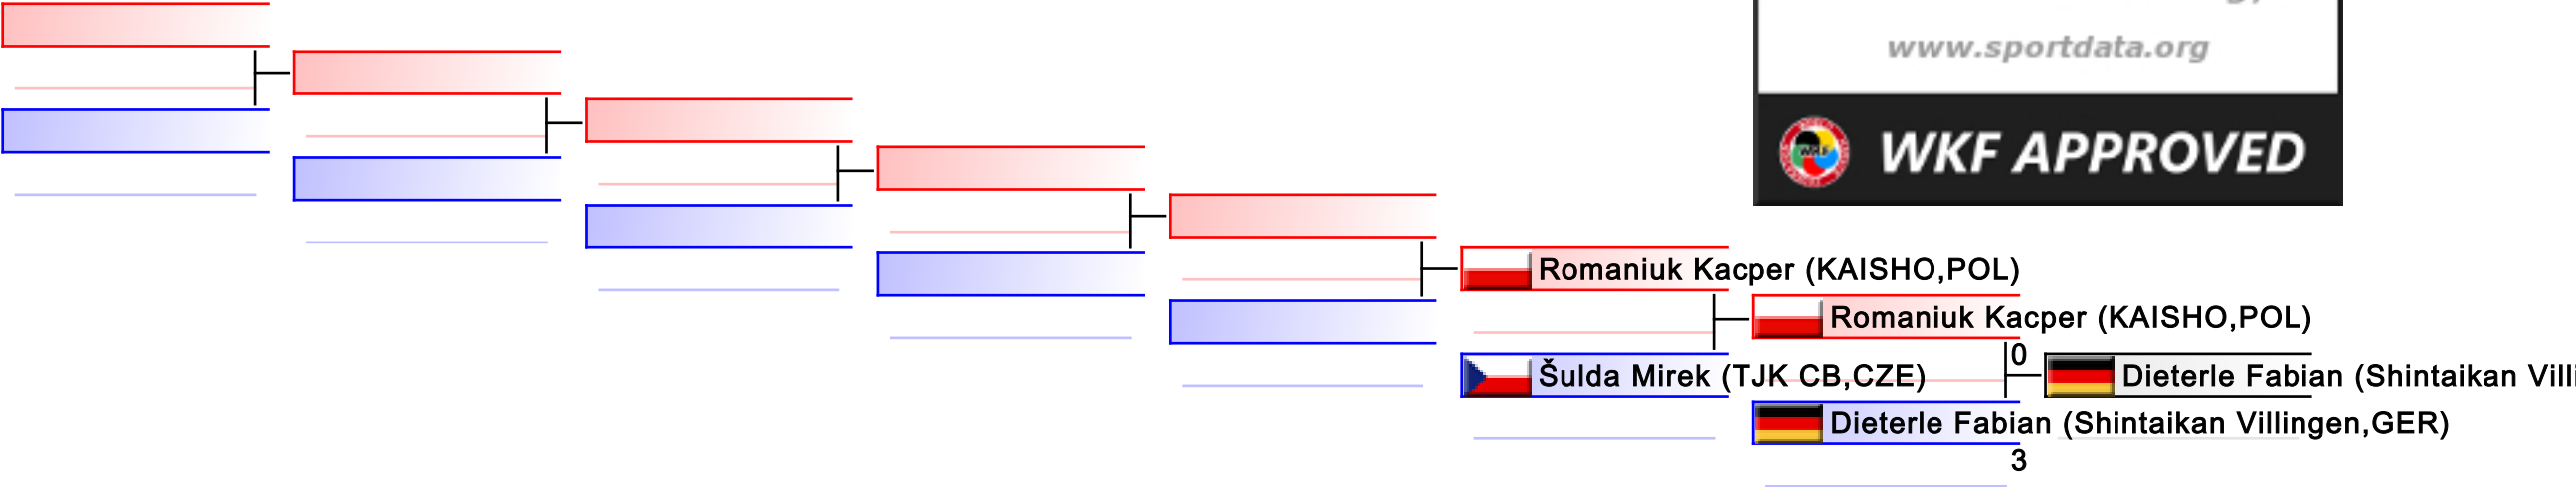 www.sportdata.org
WKF APPROVED
Romaniuk Kacper (KAISHO,POL)
Romaniuk Kacper (KAISHO,POL)
0
Šulda Mirek (TJK CB,CZE)
Dieterle Fabian (Shintaikan Villi
Dieterle Fabian (Shintaikan Villingen,GER)
3